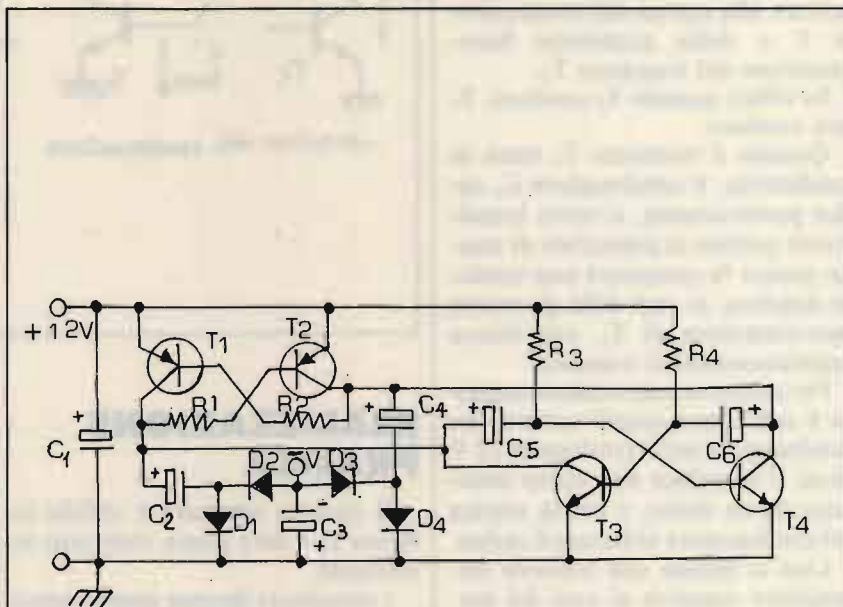 T1
T2
R3
R4
+12V
R1
R2
C4
+
+
C5
C6
+
C1
+
+
C2
D2
-V
D3
D1
-
C3
+
D4
T3
T4